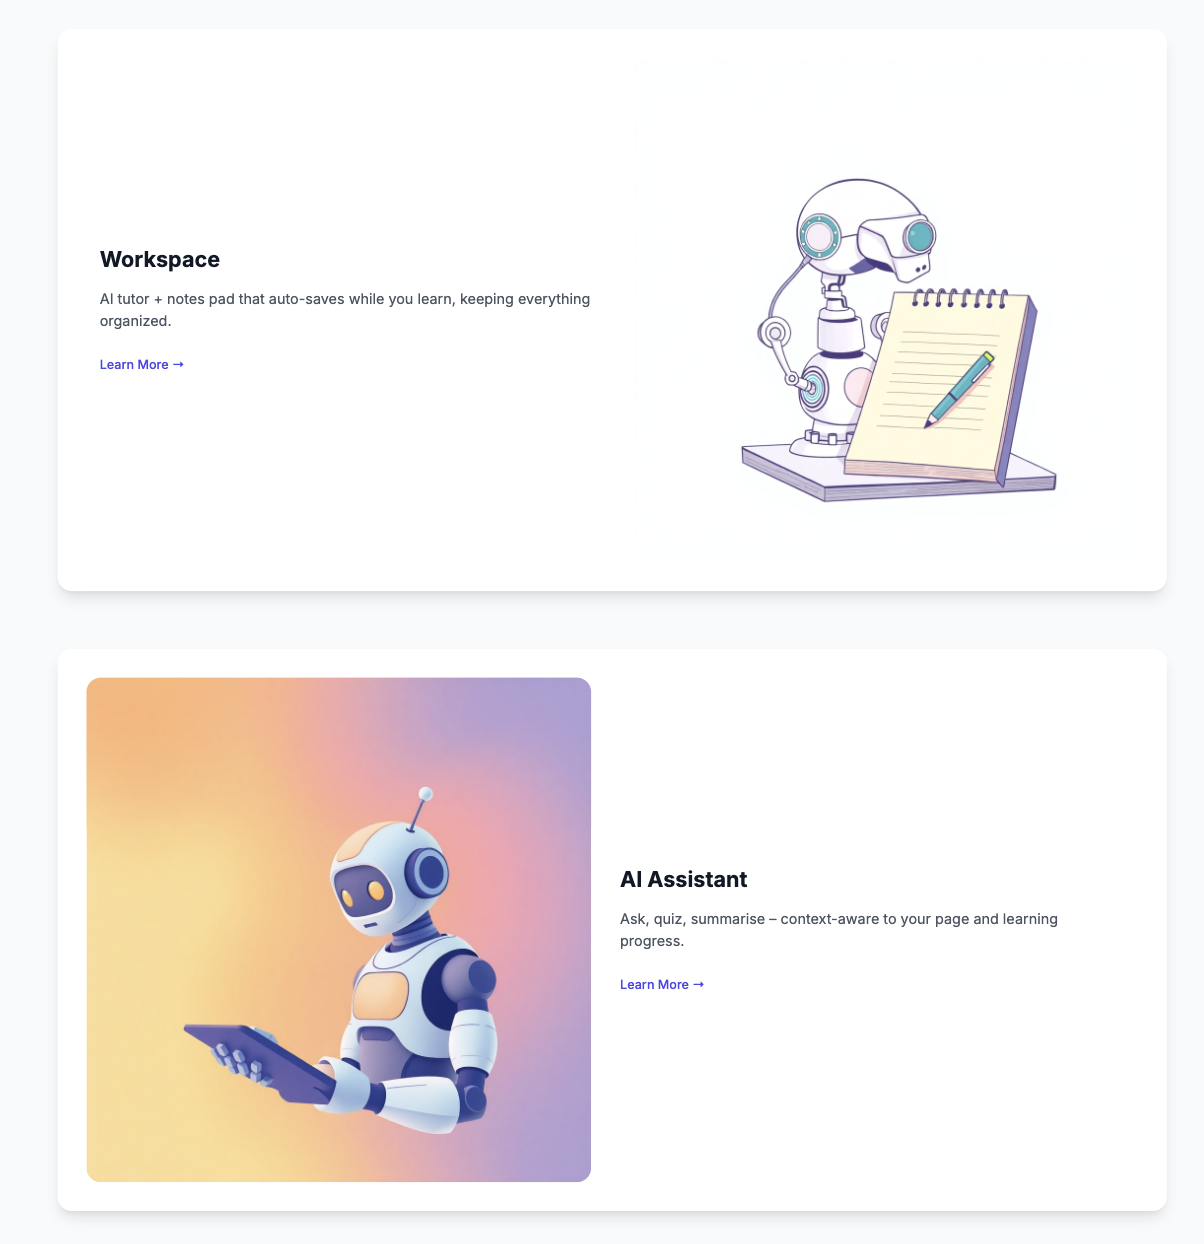 Workspace
AI tutor + notes pad that auto-saves while you learn, keeping everything
organized.
Learn More →
AI Assistant
Ask, quiz, summarise – context-aware to your page and learning
progress.
Learn More →